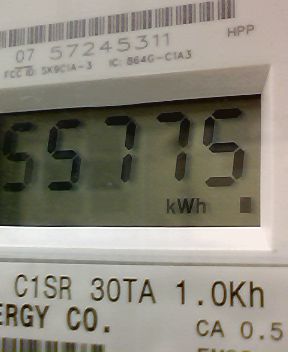 07 57245311
HPP
FCC ID: SK9C1A-3 IC: 864G-C1A3
55775
kWh
C1SR 30TA 1.0Kh
ERGY CO.
CA 0.5